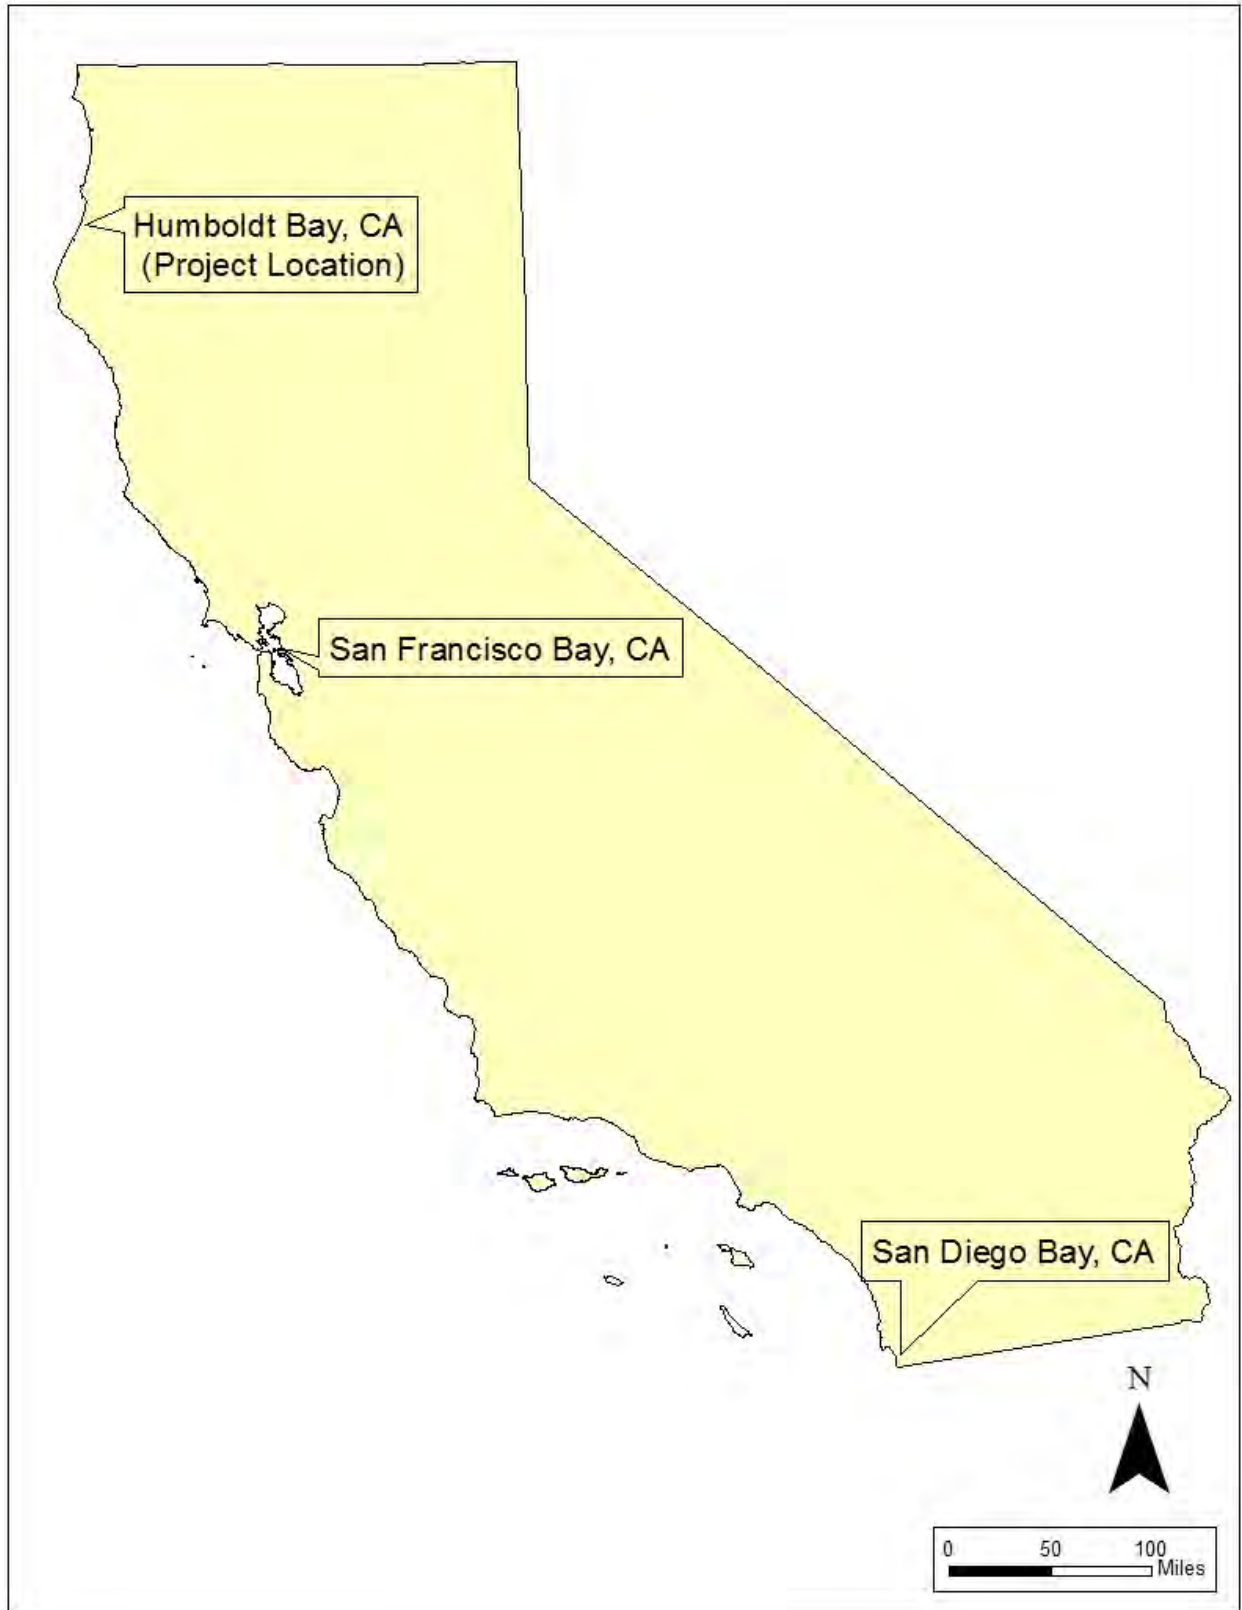 Humboldt Bay, CA
(Project Location)
San Francisco Bay, CA
San Diego Bay, CA
N
0 50 100
Miles